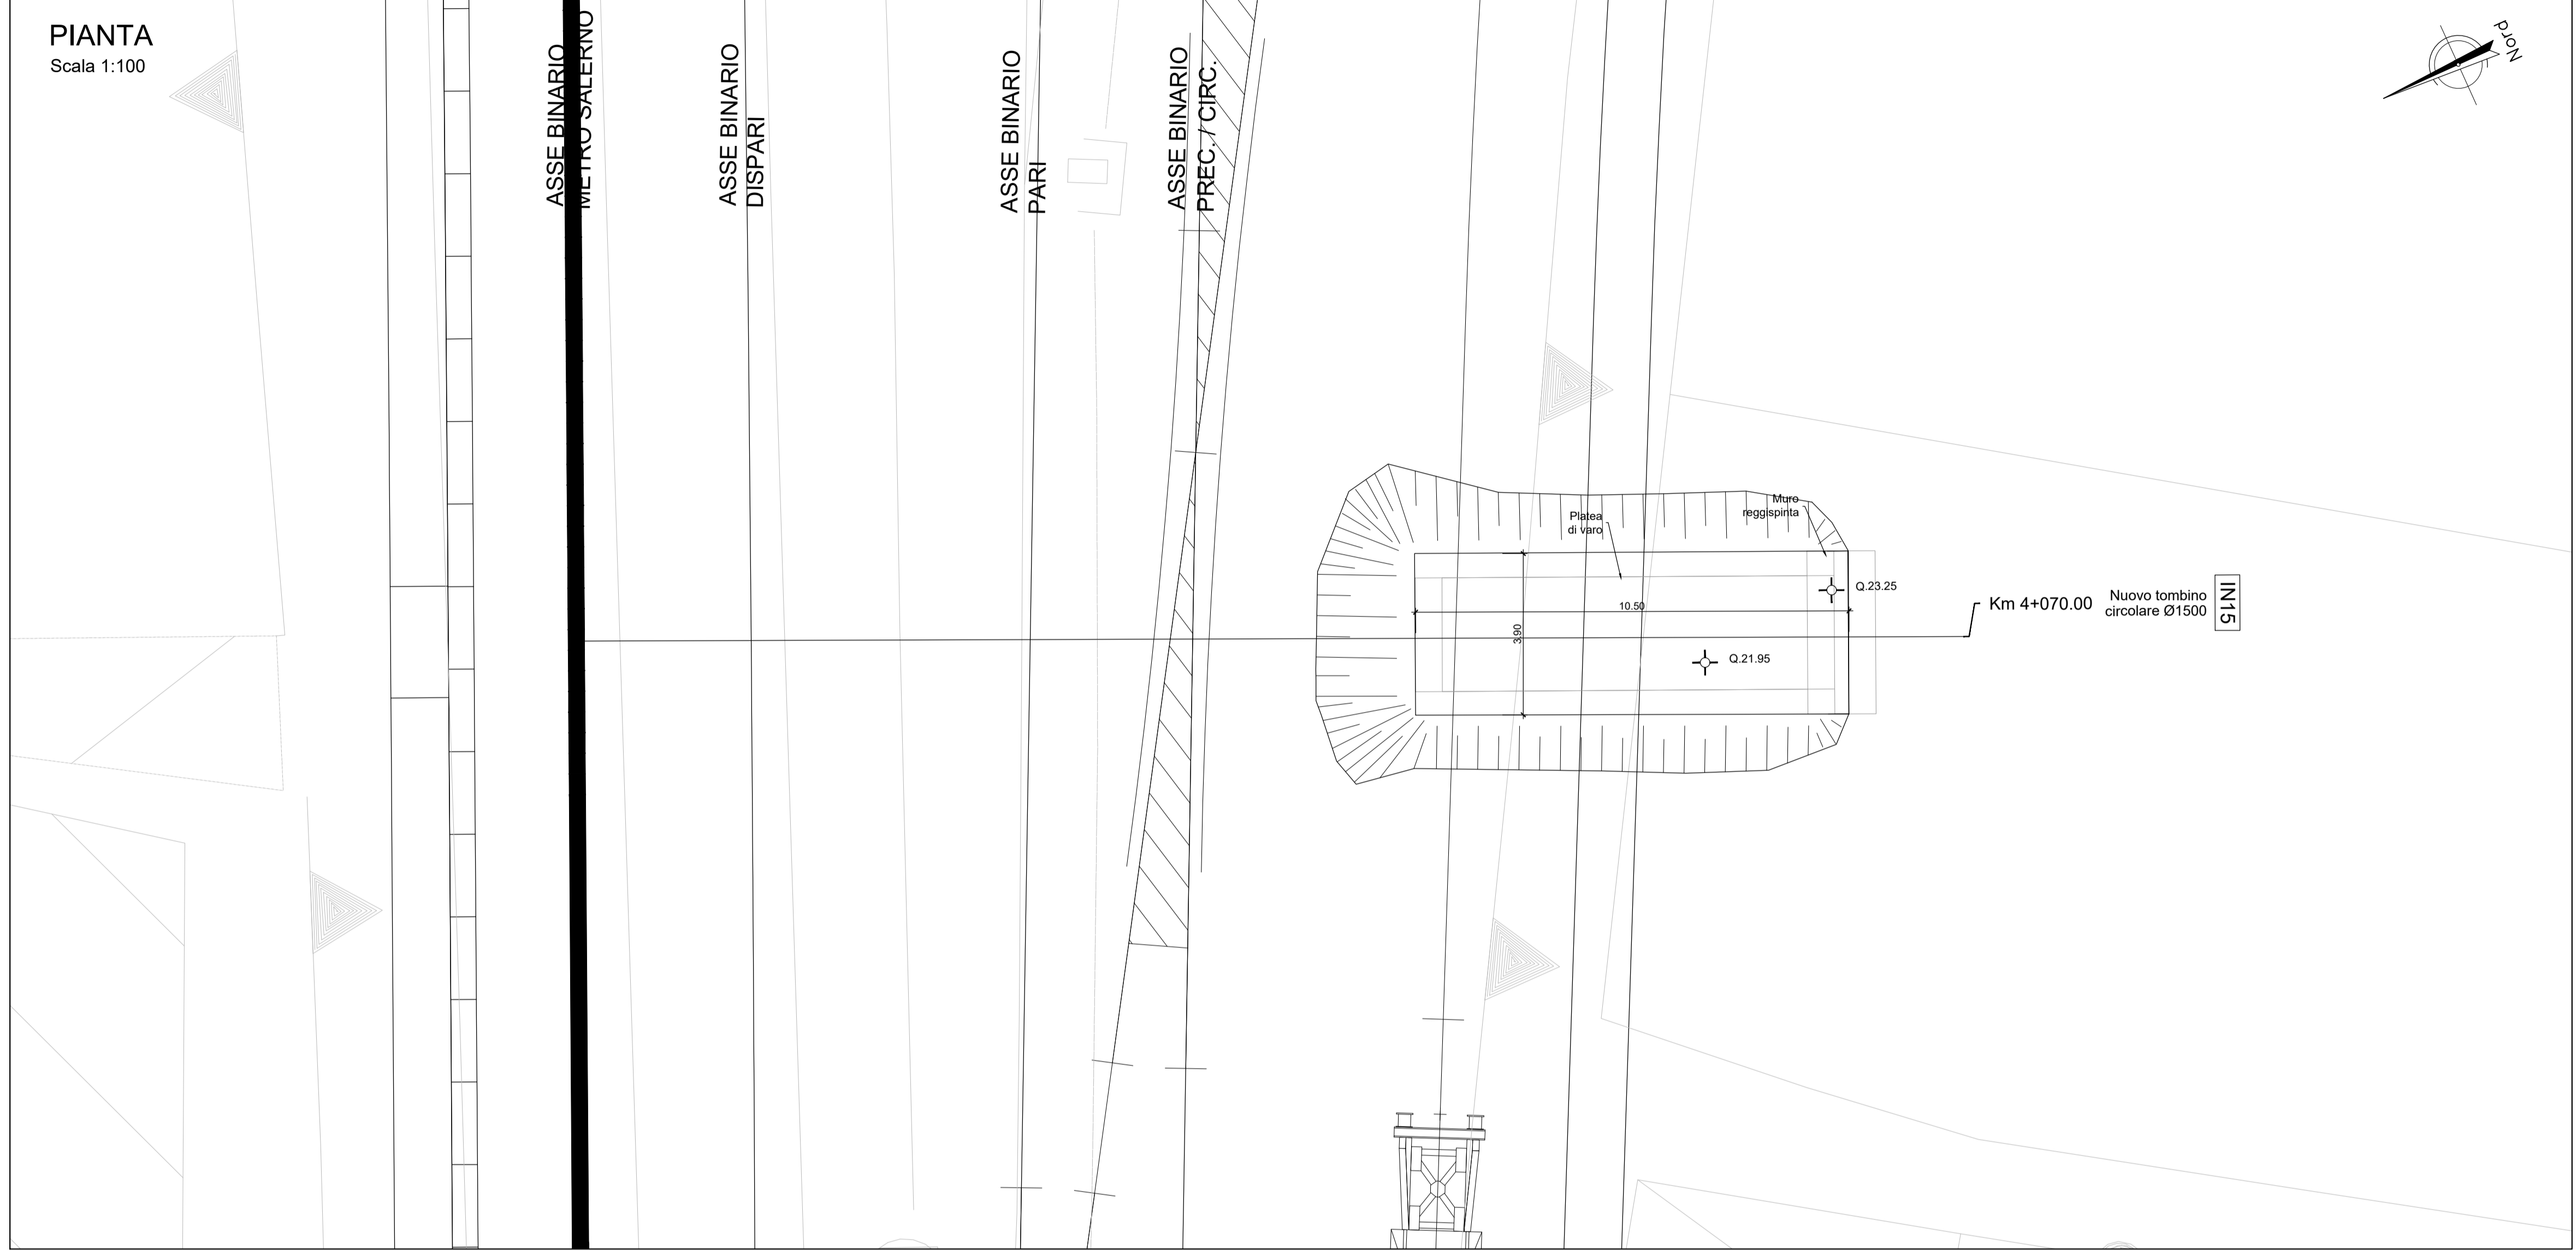 PIANTA
Scala 1:100
ASSE BINARIO
METRO SALERNO
ASSE BINARIO
DISPARI
ASSE BINARIO
PARI
ASSE BINARIO
PREC. / CIRC.
Nord
Muro
reggispinta
Platea
di varo
Q.23.25
10.50
3.90
Q.21.95
Km 4+070.00
Nuovo tombino
circolare Ø1500
IN15